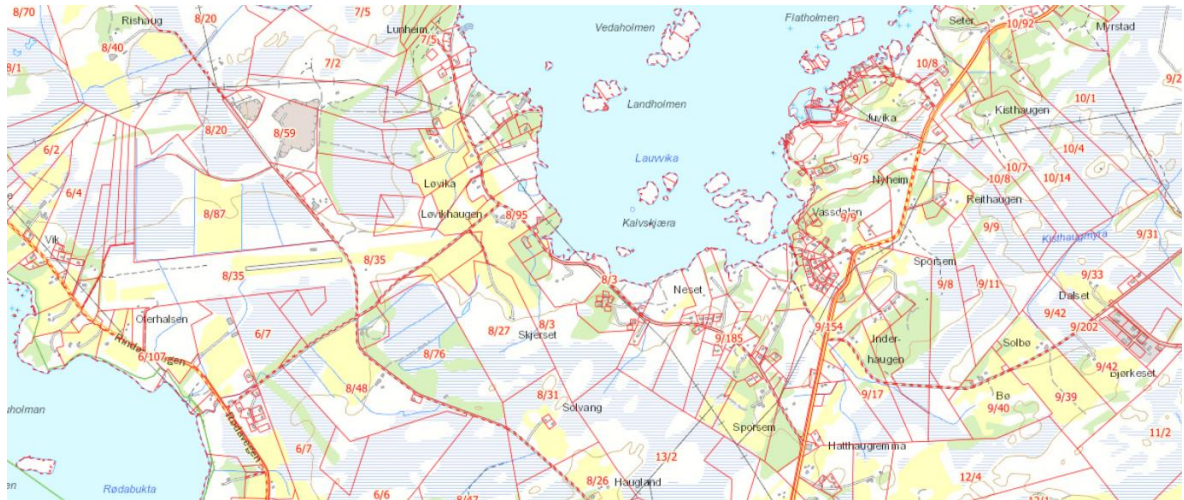 8/70
Rishaug
8/20
7/5
Lunheim
7/5
Vedaholmen
Flatholmen
Seter
10/92
Myrstad
8/40
8/1
7/2
10/8
9/2
Landholmen
10/1
Kisthaugen
8/59
8/20
Juvika
6/2
Lauvvika
9/5
10/4
10/7
Løvika
Nyheim
10/8
10/14
6/4
Reithaugen
8/87
Løvikhaugen
8/95
Kalvskjæra
Vassdalen
9/9
9/9
Kisthaugmyra
9/31
Vik
8/35
8/35
Sporsem
8/3
Neset
9/8
9/11
9/33
Dalset
Oterhalsen
6/7
8/27
8/3
Skjerset
9/154
9/42
9/202
6/107
8/76
9/185
Inder-
haugen
Solbø
9/42
Bjørkeset
8/48
8/31
Solvang
9/17
Bø
9/40
9/39
Rødavegen
Sporsem
6/7
Hatthaugremma
11/2
13/2
Rødabukta
6/6
8/47
8/26
Haugland
12/4